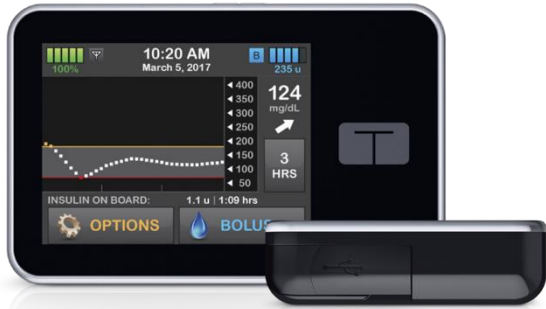 100%
10:20 AM
March 5, 2017
B
235 u
400
350
300
250
200
150
100
50
124
mg/dL
3
HRS
INSULIN ON BOARD: 1.1 u | 1:09 hrs
OPTIONS
BOLUS
T